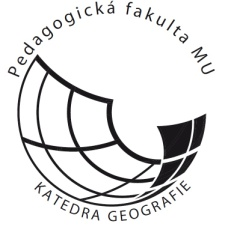 Pedagogická fakulta MU
KATEDRA GEOGRAFIE